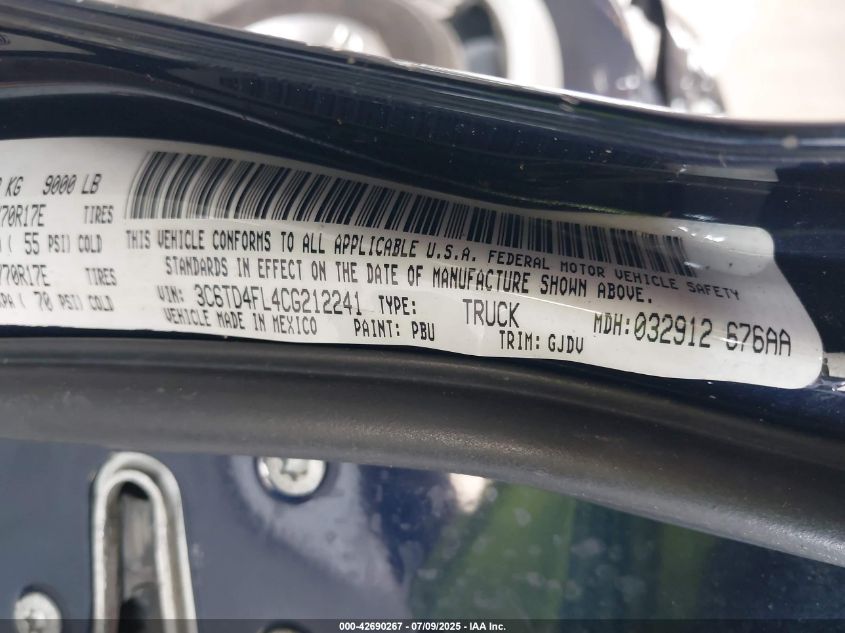 KG 9000 LB
70R17E TIRES
( 55 PSI) COLD
70R17E TIRES
( 70 PSI) COLD
THIS VEHICLE CONFORMS TO ALL APPLICABLE U.S.A. FEDERAL MOTOR VEHICLE SAFETY
STANDARDS IN EFFECT ON THE DATE OF MANUFACTURE SHOWN ABOVE.
VIN: 3C6TD4FL4CG212241 TYPE: TRUCK MDH:032912 676AA
VEHICLE MADE IN MEXICO PAINT: PBU TRIM: GJDV
000-42690267 / 07/09/2025 - IAA Inc.